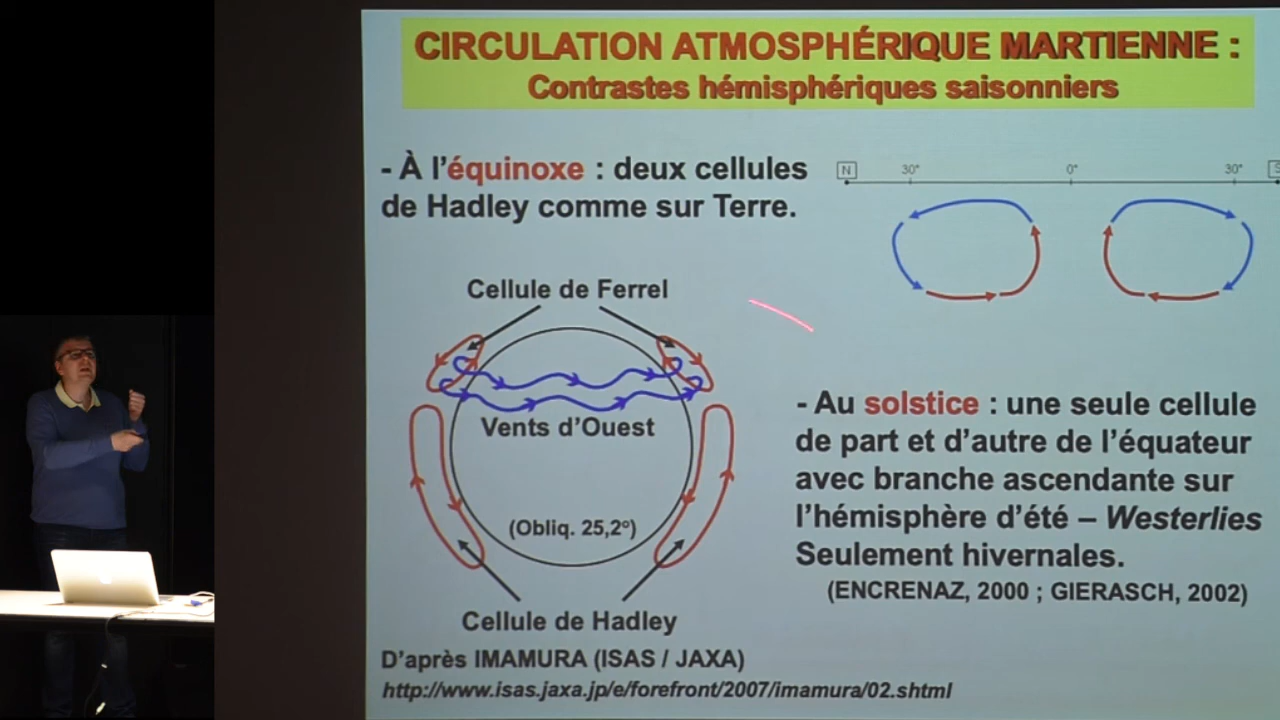 CIRCULATION ATMOSPHÉRIQUE MARTIENNE :
Contrastes hémisphériques saisonniers
- À l'équinoxe : deux cellules
de Hadley comme sur Terre.
N 30° 0° 30° S
Cellule de Ferrel
Vents d'Ouest
(Obliq. 25,2°)
Cellule de Hadley
- Au solstice : une seule cellule
de part et d'autre de l'équateur
avec branche ascendante sur
l'hémisphère d'été – Westerlies
Seulement hivernales.
(ENCRENAZ, 2000 ; GIERASCH, 2002)
D'après IMAMURA (ISAS / JAXA)
http://www.isas.jaxa.jp/e/forefront/2007/imamura/02.shtml